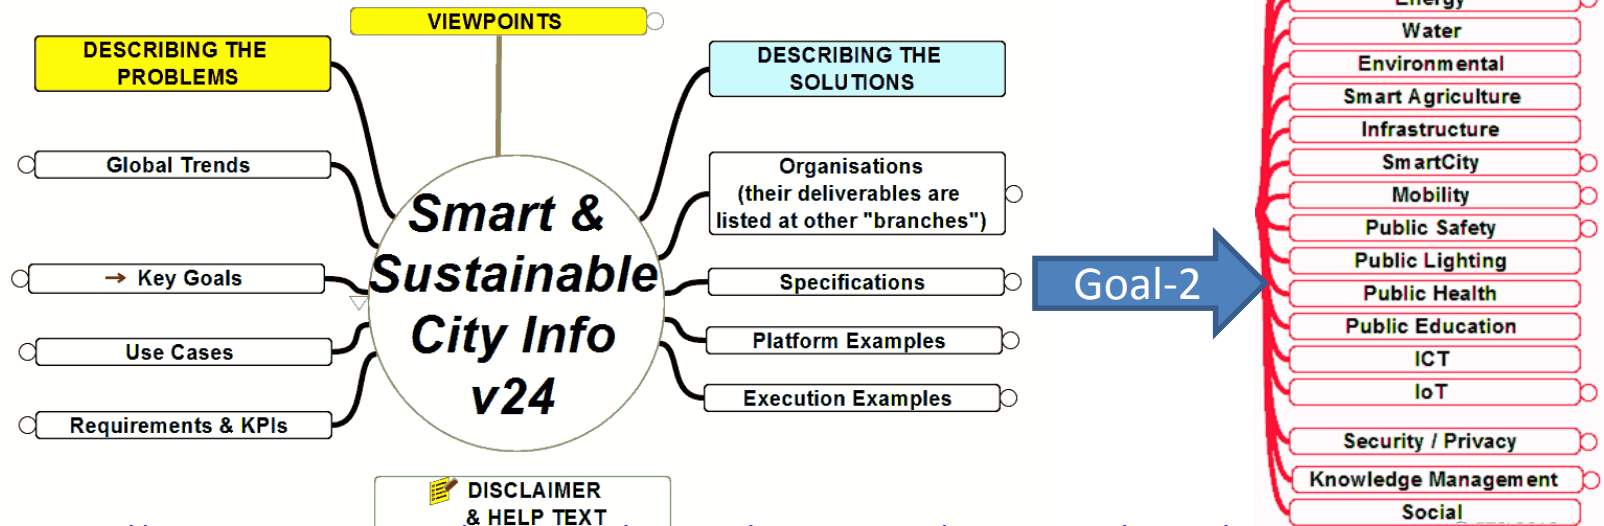 VIEWPOINTS
DESCRIBING THE
PROBLEMS
Global Trends
→ Key Goals
Use Cases
Requirements & KPIs
Smart &
Sustainable
City Info
v24
DESCRIBING THE
SOLUTIONS
Organisations
(their deliverables are
listed at other "branches")
Specifications
Platform Examples
Execution Examples
DISCLAIMER
& HELP TEXT
Goal-2
Energy
Water
Environmental
Smart Agriculture
Infrastructure
SmartCity
Mobility
Public Safety
Public Lighting
Public Health
Public Education
ICT
IoT
Security / Privacy
Knowledge Management
Social